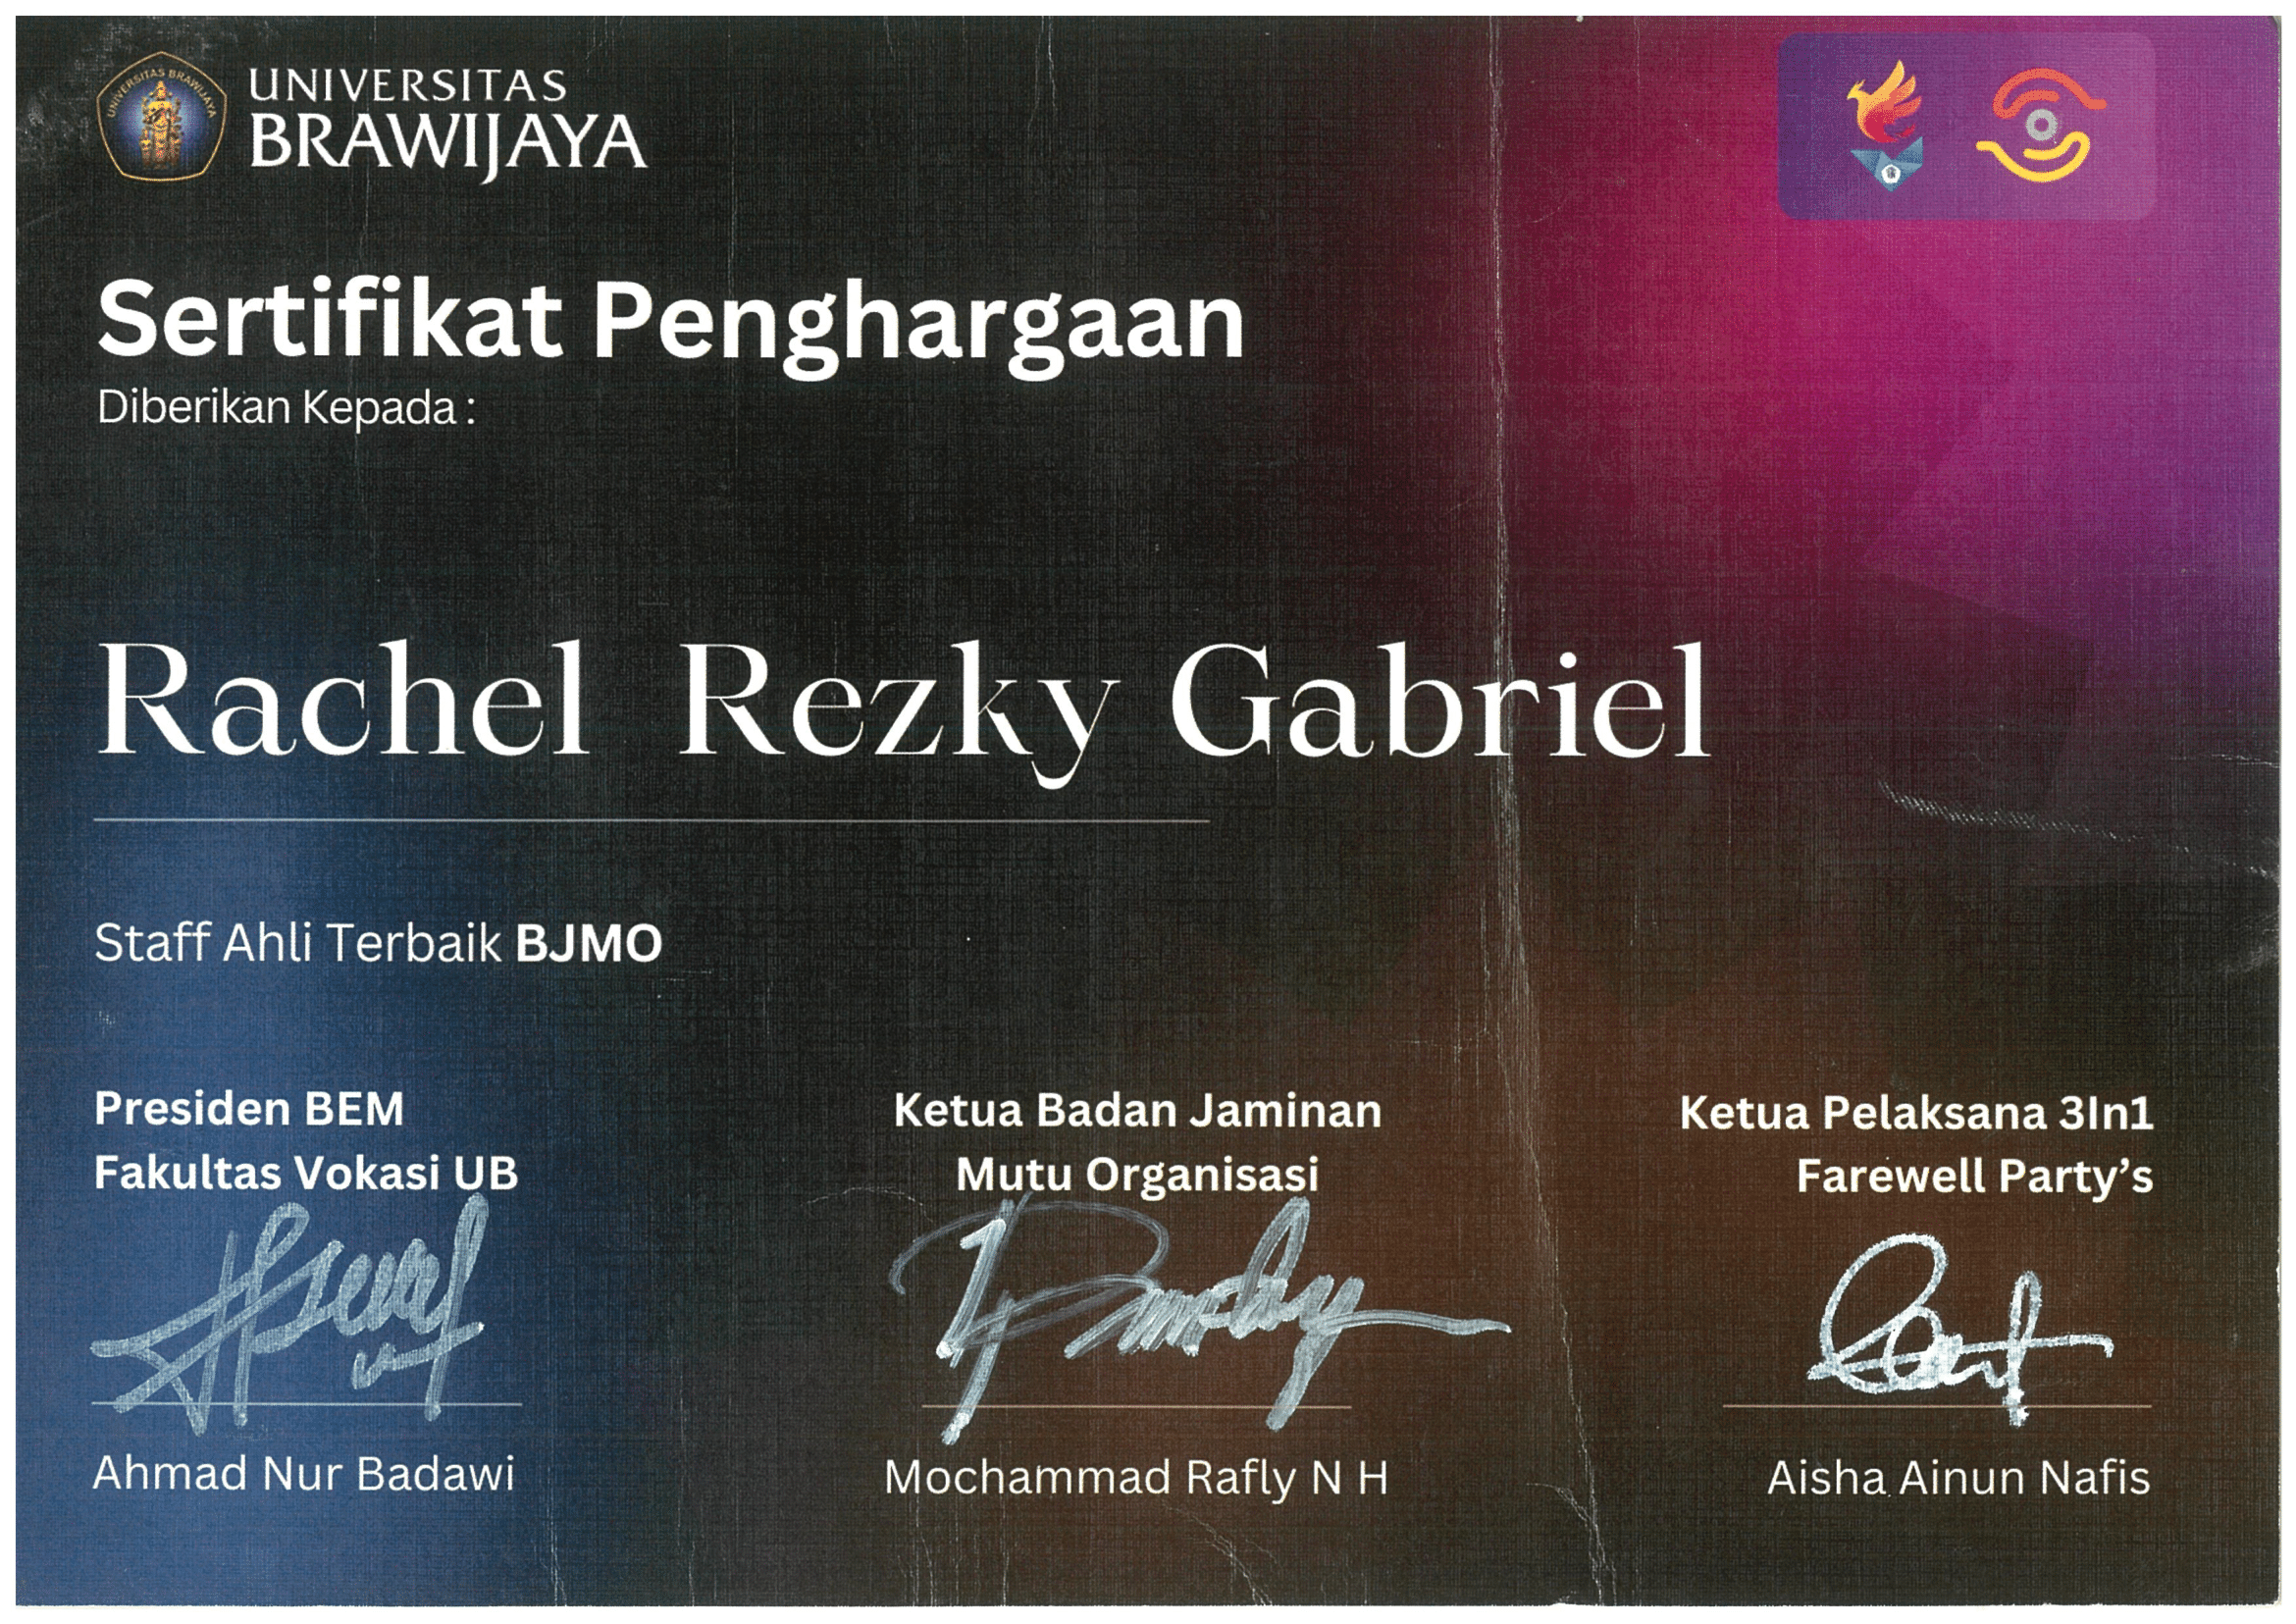 UNIVERSITAS BRAWIJAYA
UNIVERSITAS
BRAWIJAYA
Sertifikat Penghargaan
Diberikan Kepada :
Rachel Rezky Gabriel
Staff Ahli Terbaik BJMO
Presiden BEM
Fakultas Vokasi UB
Ketua Badan Jaminan
Mutu Organisasi
Ketua Pelaksana 3In1
Farewell Party’s
Ahmad Nur Badawi
Mochammad Rafly N H
Aisha Ainun Nafis